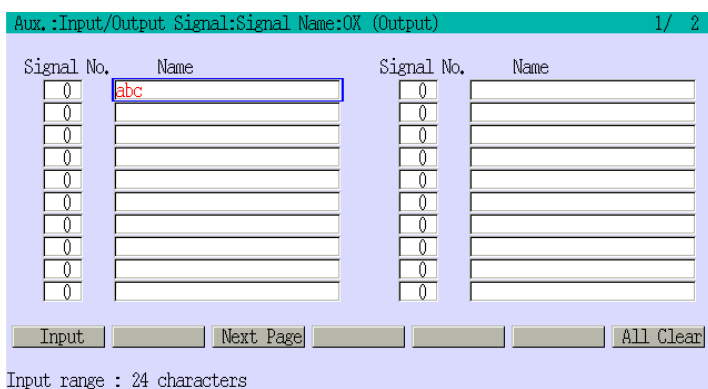 Aux.:Input/Output Signal:Signal Name:OX (Output) 1/ 2
Signal No. Name Signal No. Name
0 abc 0
0 0
0 0
0 0
0 0
0 0
0 0
0 0
0 0
0 0
Input Next Page All Clear
Input range : 24 characters